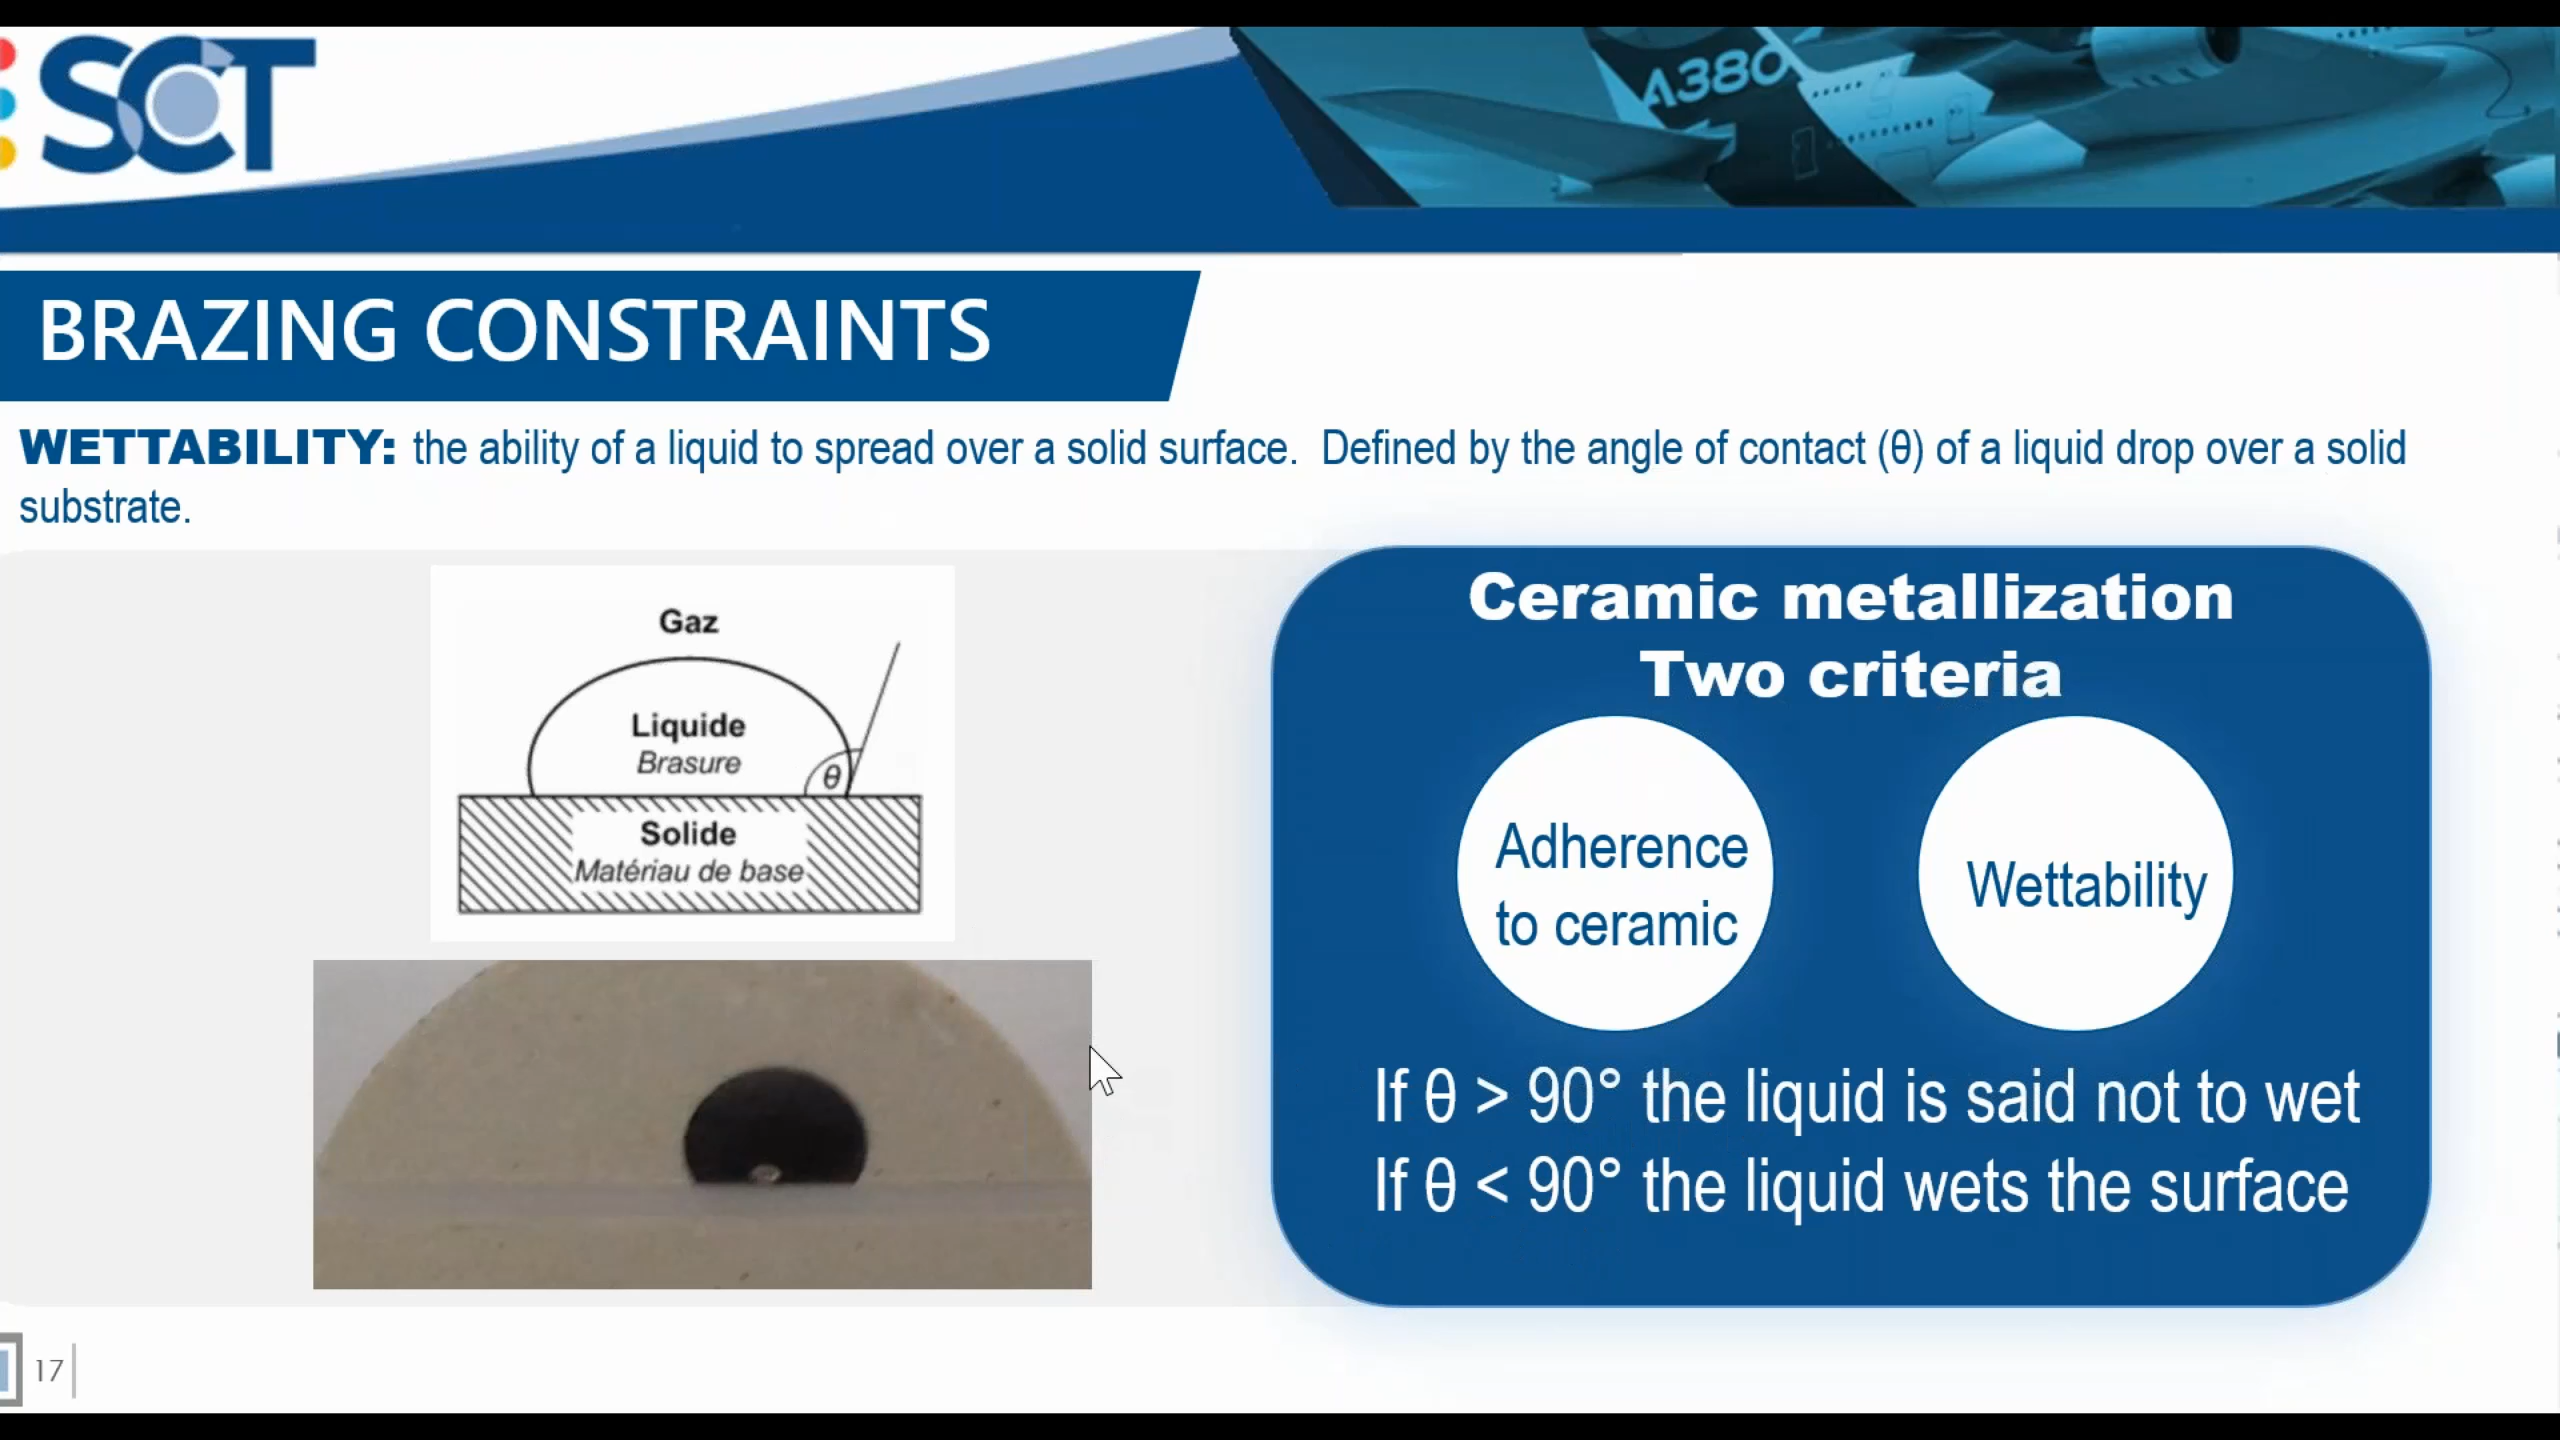 SCT
A380
BRAZING CONSTRAINTS
WETTABILITY: the ability of a liquid to spread over a solid surface. Defined by the angle of contact (θ) of a liquid drop over a solid
substrate.
Gaz
Liquide
Brasure
θ
Solide
Matériau de base
Ceramic metallization
Two criteria
Adherence
to ceramic
Wettability
If θ > 90° the liquid is said not to wet
If θ < 90° the liquid wets the surface
17